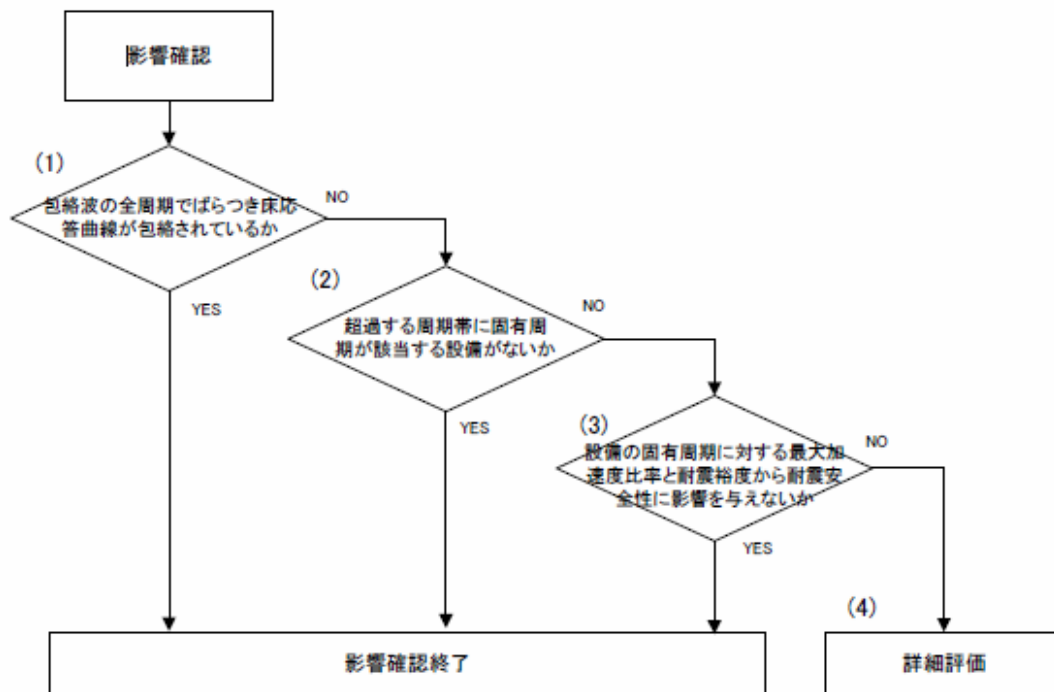 影響確認
(1)
包絡波の全周期でばらつき床応
答曲線が包絡されているか
NO
YES
(2)
超過する周期帯に固有周
期が該当する設備がないか
NO
YES
(3)
設備の固有周期に対する最大加
速度比率と耐震裕度から耐震安
全性に影響を与えないか
NO
YES
(4)
影響確認終了
詳細評価